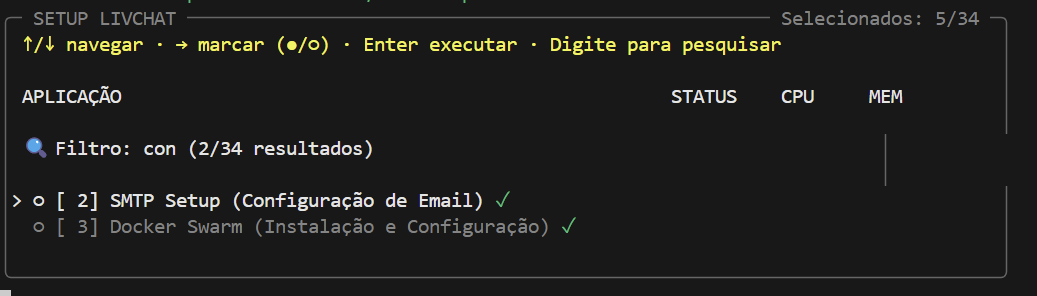 SETUP LIVCHAT Selecionados: 5/34
↑/↓ navegar · → marcar (●/○) · Enter executar · Digite para pesquisar
APLICAÇÃO STATUS CPU MEM
🔍 Filtro: con (2/34 resultados)
> ○ [ 2] SMTP Setup (Configuração de Email) ✓
○ [ 3] Docker Swarm (Instalação e Configuração) ✓